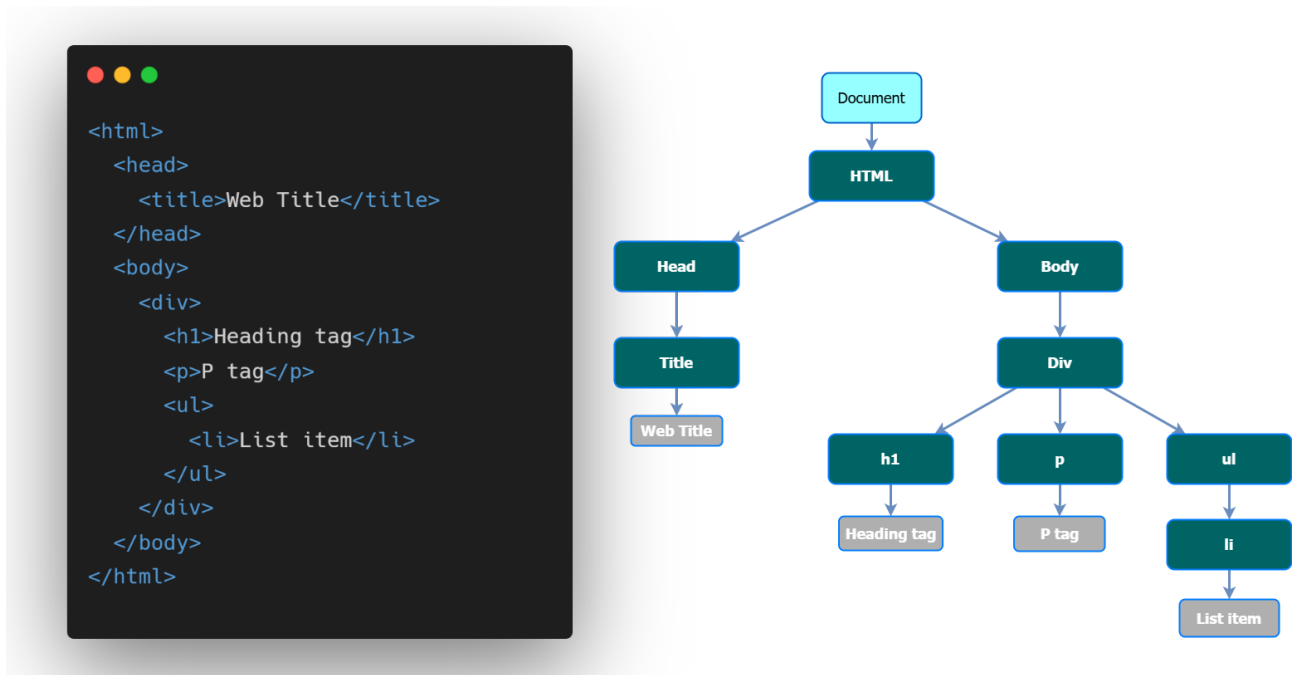 <html>
<head>
<title>Web Title</title>
</head>
<body>
<div>
<h1>Heading tag</h1>
<p>P tag</p>
<ul>
<li>List item</li>
</ul>
</div>
</body>
</html>
Document
HTML
Head
Body
Title
Div
Web Title
h1
p
ul
Heading tag
P tag
li
List item